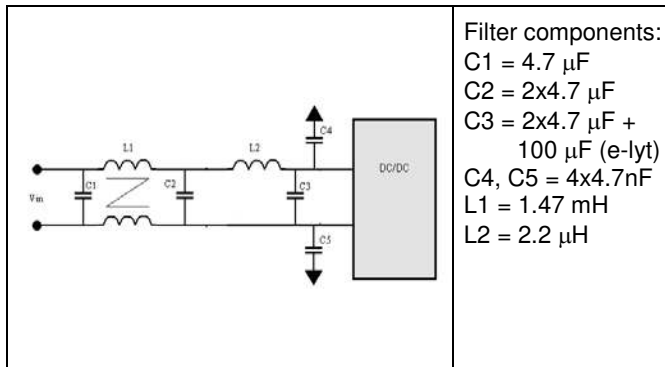 L1
L2
C4
DC/DC
Vin
C1
C2
C3
C5
Filter components:
C1 = 4.7 μF
C2 = 2x4.7 μF
C3 = 2x4.7 μF +
100 μF (e-lyt)
C4, C5 = 4x4.7nF
L1 = 1.47 mH
L2 = 2.2 μH